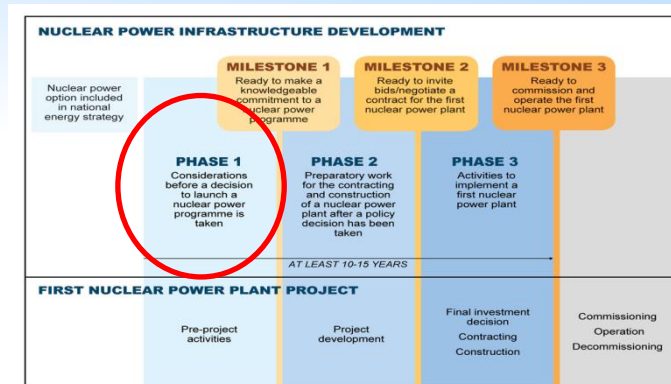 NUCLEAR POWER INFRASTRUCTURE DEVELOPMENT
Nuclear power
option included
in national
energy strategy
MILESTONE 1
Ready to make a
knowledgeable
commitment to a
nuclear power
programme
MILESTONE 2
Ready to invite
bids/negotiate a
contract for the first
nuclear power plant
MILESTONE 3
Ready to
commission and
operate the first
nuclear power plant
PHASE 1
Considerations
before a decision
to launch a
nuclear power
programme is
taken
PHASE 2
Preparatory work
for the contracting
and construction
of a nuclear power
plant after a policy
decision has been
taken
PHASE 3
Activities to
implement a
first nuclear
power plant
AT LEAST 10-15 YEARS
FIRST NUCLEAR POWER PLANT PROJECT
Pre-project
activities
Project
development
Final investment
decision
Contracting
Construction
Commissioning
Operation
Decommissioning